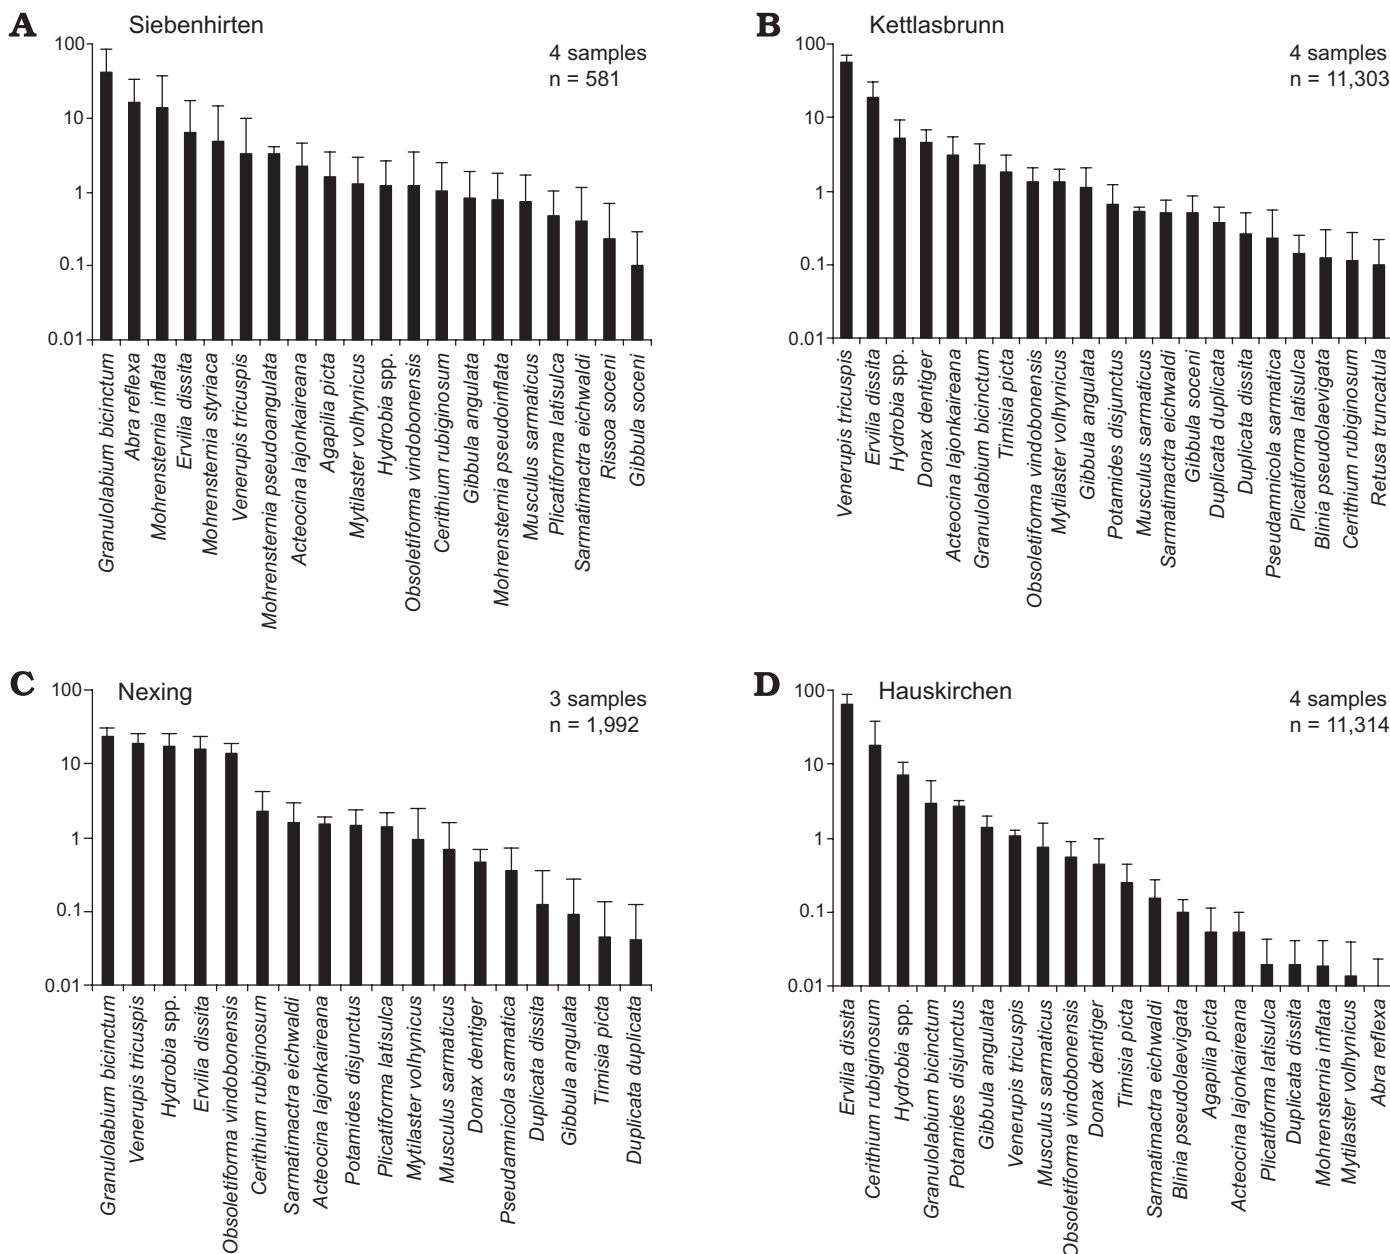 A Siebenhirten
4 samples
n = 581
100
10
1
0.1
0.01
Granulolabium bicinctum
Abra reflexa
Mohrensternia inflata
Ervilia dissita
Mohrensternia styriaca
Venerupis tricuspis
Mohrensternia pseudoangulata
Acteocina lajonkaireana
Agapilia picta
Mytilaster volhynicus
Hydrobia spp.
Obsoletiforma vindobonensis
Cerithium rubiginosum
Gibbula angulata
Mohrensternia pseudoinflata
Musculus sarmaticus
Plicatiforma latisulca
Sarmatimactra eichwaldi
Rissoa soceni
Gibbula soceni
B Kettlasbrunn
4 samples
n = 11,303
100
10
1
0.1
0.01
Venerupis tricuspis
Ervilia dissita
Hydrobia spp.
Donax dentiger
Acteocina lajonkaireana
Granulolabium bicinctum
Timisia picta
Obsoletiforma vindobonensis
Mytilaster volhynicus
Gibbula angulata
Potamides disjunctus
Musculus sarmaticus
Sarmatimactra eichwaldi
Gibbula soceni
Duplicata duplicata
Duplicata dissita
Pseudamnicola sarmatica
Plicatiforma latisulca
Blinia pseudolaevigata
Cerithium rubiginosum
Retusa truncatula
C Nexing
3 samples
n = 1,992
100
10
1
0.1
0.01
Granulolabium bicinctum
Venerupis tricuspis
Hydrobia spp.
Ervilia dissita
Obsoletiforma vindobonensis
Cerithium rubiginosum
Sarmatimactra eichwaldi
Acteocina lajonkaireana
Potamides disjunctus
Plicatiforma latisulca
Mytilaster volhynicus
Musculus sarmaticus
Donax dentiger
Pseudamnicola sarmatica
Duplicata dissita
Gibbula angulata
Timisia picta
Duplicata duplicata
D Hauskirchen
4 samples
n = 11,314
100
10
1
0.1
0.01
Ervilia dissita
Cerithium rubiginosum
Hydrobia spp.
Granulolabium bicinctum
Potamides disjunctus
Gibbula angulata
Venerupis tricuspis
Musculus sarmaticus
Obsoletiforma vindobonensis
Donax dentiger
Timisia picta
Sarmatimactra eichwaldi
Blinia pseudolaevigata
Agapilia picta
Acteocina lajonkaireana
Plicatiforma latisulca
Duplicata dissita
Mohrensternia inflata
Mytilaster volhynicus
Abra reflexa